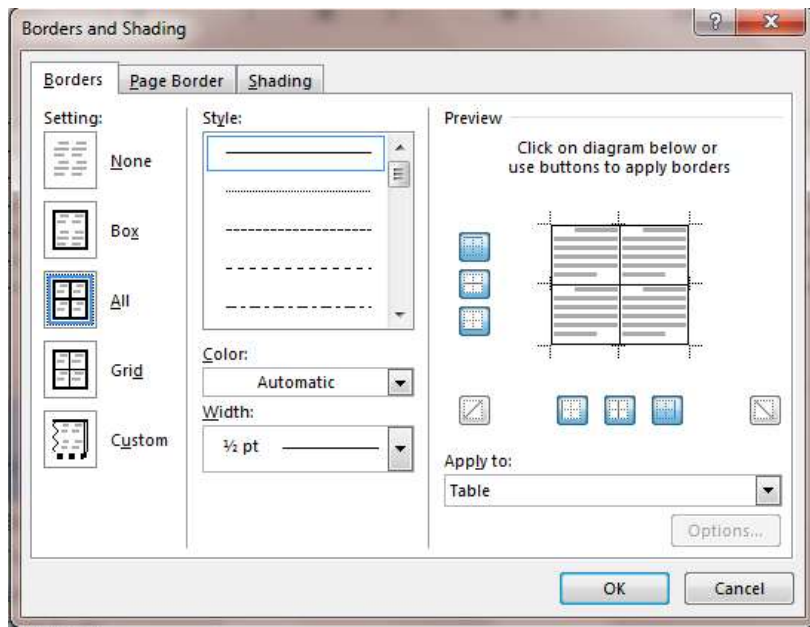 Borders and Shading
Borders
Page Border
Shading
Setting:
None
Box
All
Grid
Custom
Style:
Color:
Automatic
Width:
½ pt
Preview
Click on diagram below or
use buttons to apply borders
Apply to:
Table
Options...
OK
Cancel